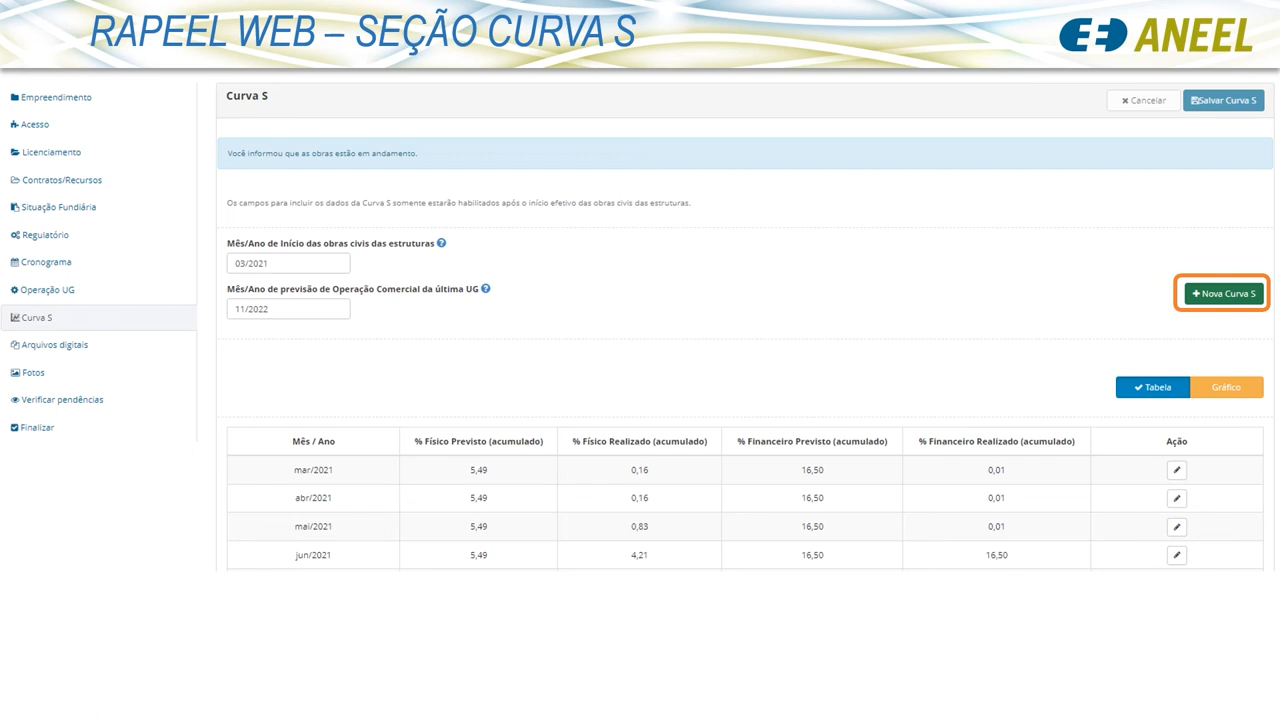 RAPEEL WEB – SEÇÃO CURVA S
ANEEL
Empreendimento
Acesso
Licenciamento
Contratos/Recursos
Situação Fundiária
Regulatório
Cronograma
Operação UG
Curva S
Arquivos digitais
Fotos
Verificar pendências
Finalizar
Curva S
Cancelar
Salvar Curva S
Você informou que as obras estão em andamento.
Os campos para incluir os dados da Curva S somente estarão habilitados após o início efetivo das obras civis das estruturas.
Mês/Ano de Início das obras civis das estruturas
03/2021
Mês/Ano de previsão de Operação Comercial da última UG
11/2022
Nova Curva S
Tabela Gráfico
Mês / Ano % Físico Previsto (acumulado) % Físico Realizado (acumulado) % Financeiro Previsto (acumulado) % Financeiro Realizado (acumulado) Ação
mar/2021 5,49 0,16 16,50 0,01
abr/2021 5,49 0,16 16,50 0,01
mai/2021 5,49 0,83 16,50 0,01
jun/2021 5,49 4,21 16,50 16,50